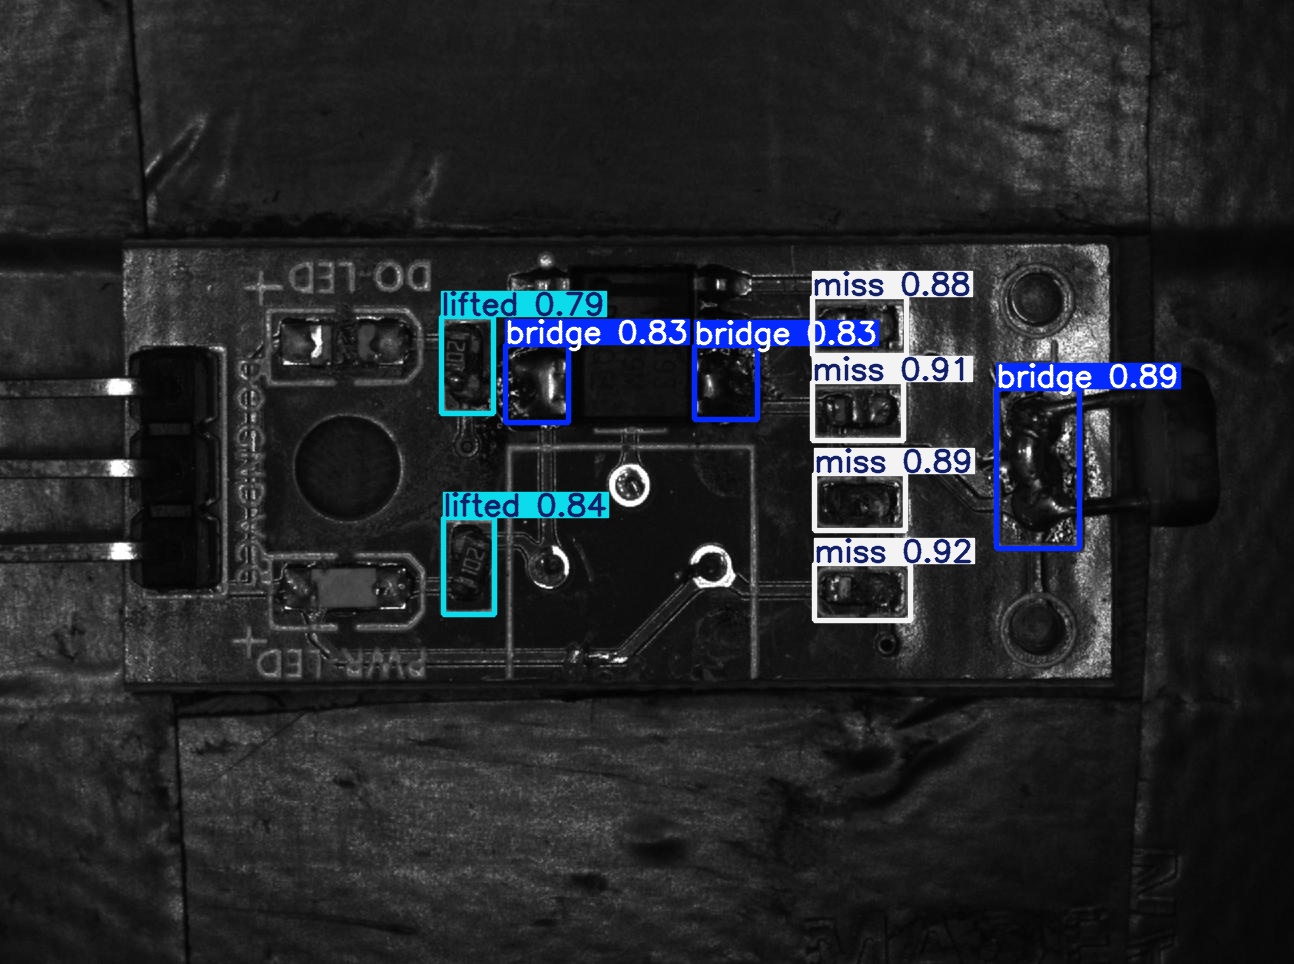 DO-LED+
lifted 0.79
bridge 0.83
bridge 0.83
miss 0.88
miss 0.91
bridge 0.89
102
miss 0.89
lifted 0.84
102
miss 0.92
PWR-LED+